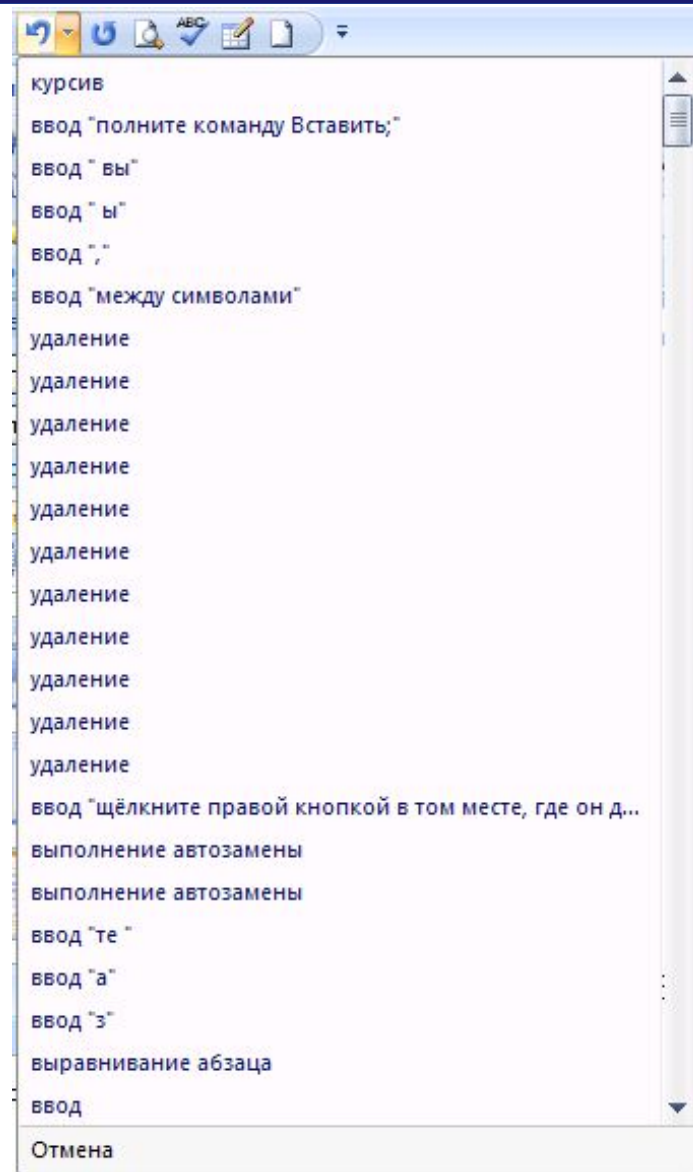 ABC
курсив
ввод "полните команду Вставить;"
ввод " вы"
ввод " ы"
ввод ","
ввод "между символами"
удаление
удаление
удаление
удаление
удаление
удаление
удаление
удаление
удаление
удаление
удаление
ввод "щёлкните правой кнопкой в том месте, где он д...
выполнение автозамены
выполнение автозамены
ввод "те "
ввод "а"
ввод "з"
выравнивание абзаца
ввод
Отмена